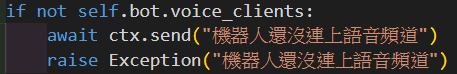 if not self.bot.voice_clients:
    await ctx.send("機器人還沒連上語音頻道")
    raise Exception("機器人還沒連上語音頻道")